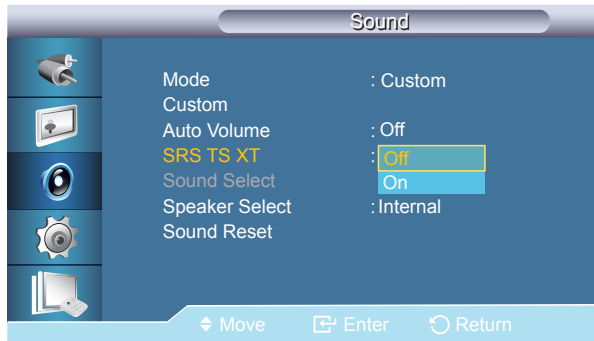 Sound
Mode : Custom
Custom
Auto Volume : Off
SRS TS XT : Off
On
Sound Select
Speaker Select : Internal
Sound Reset
Move Enter Return